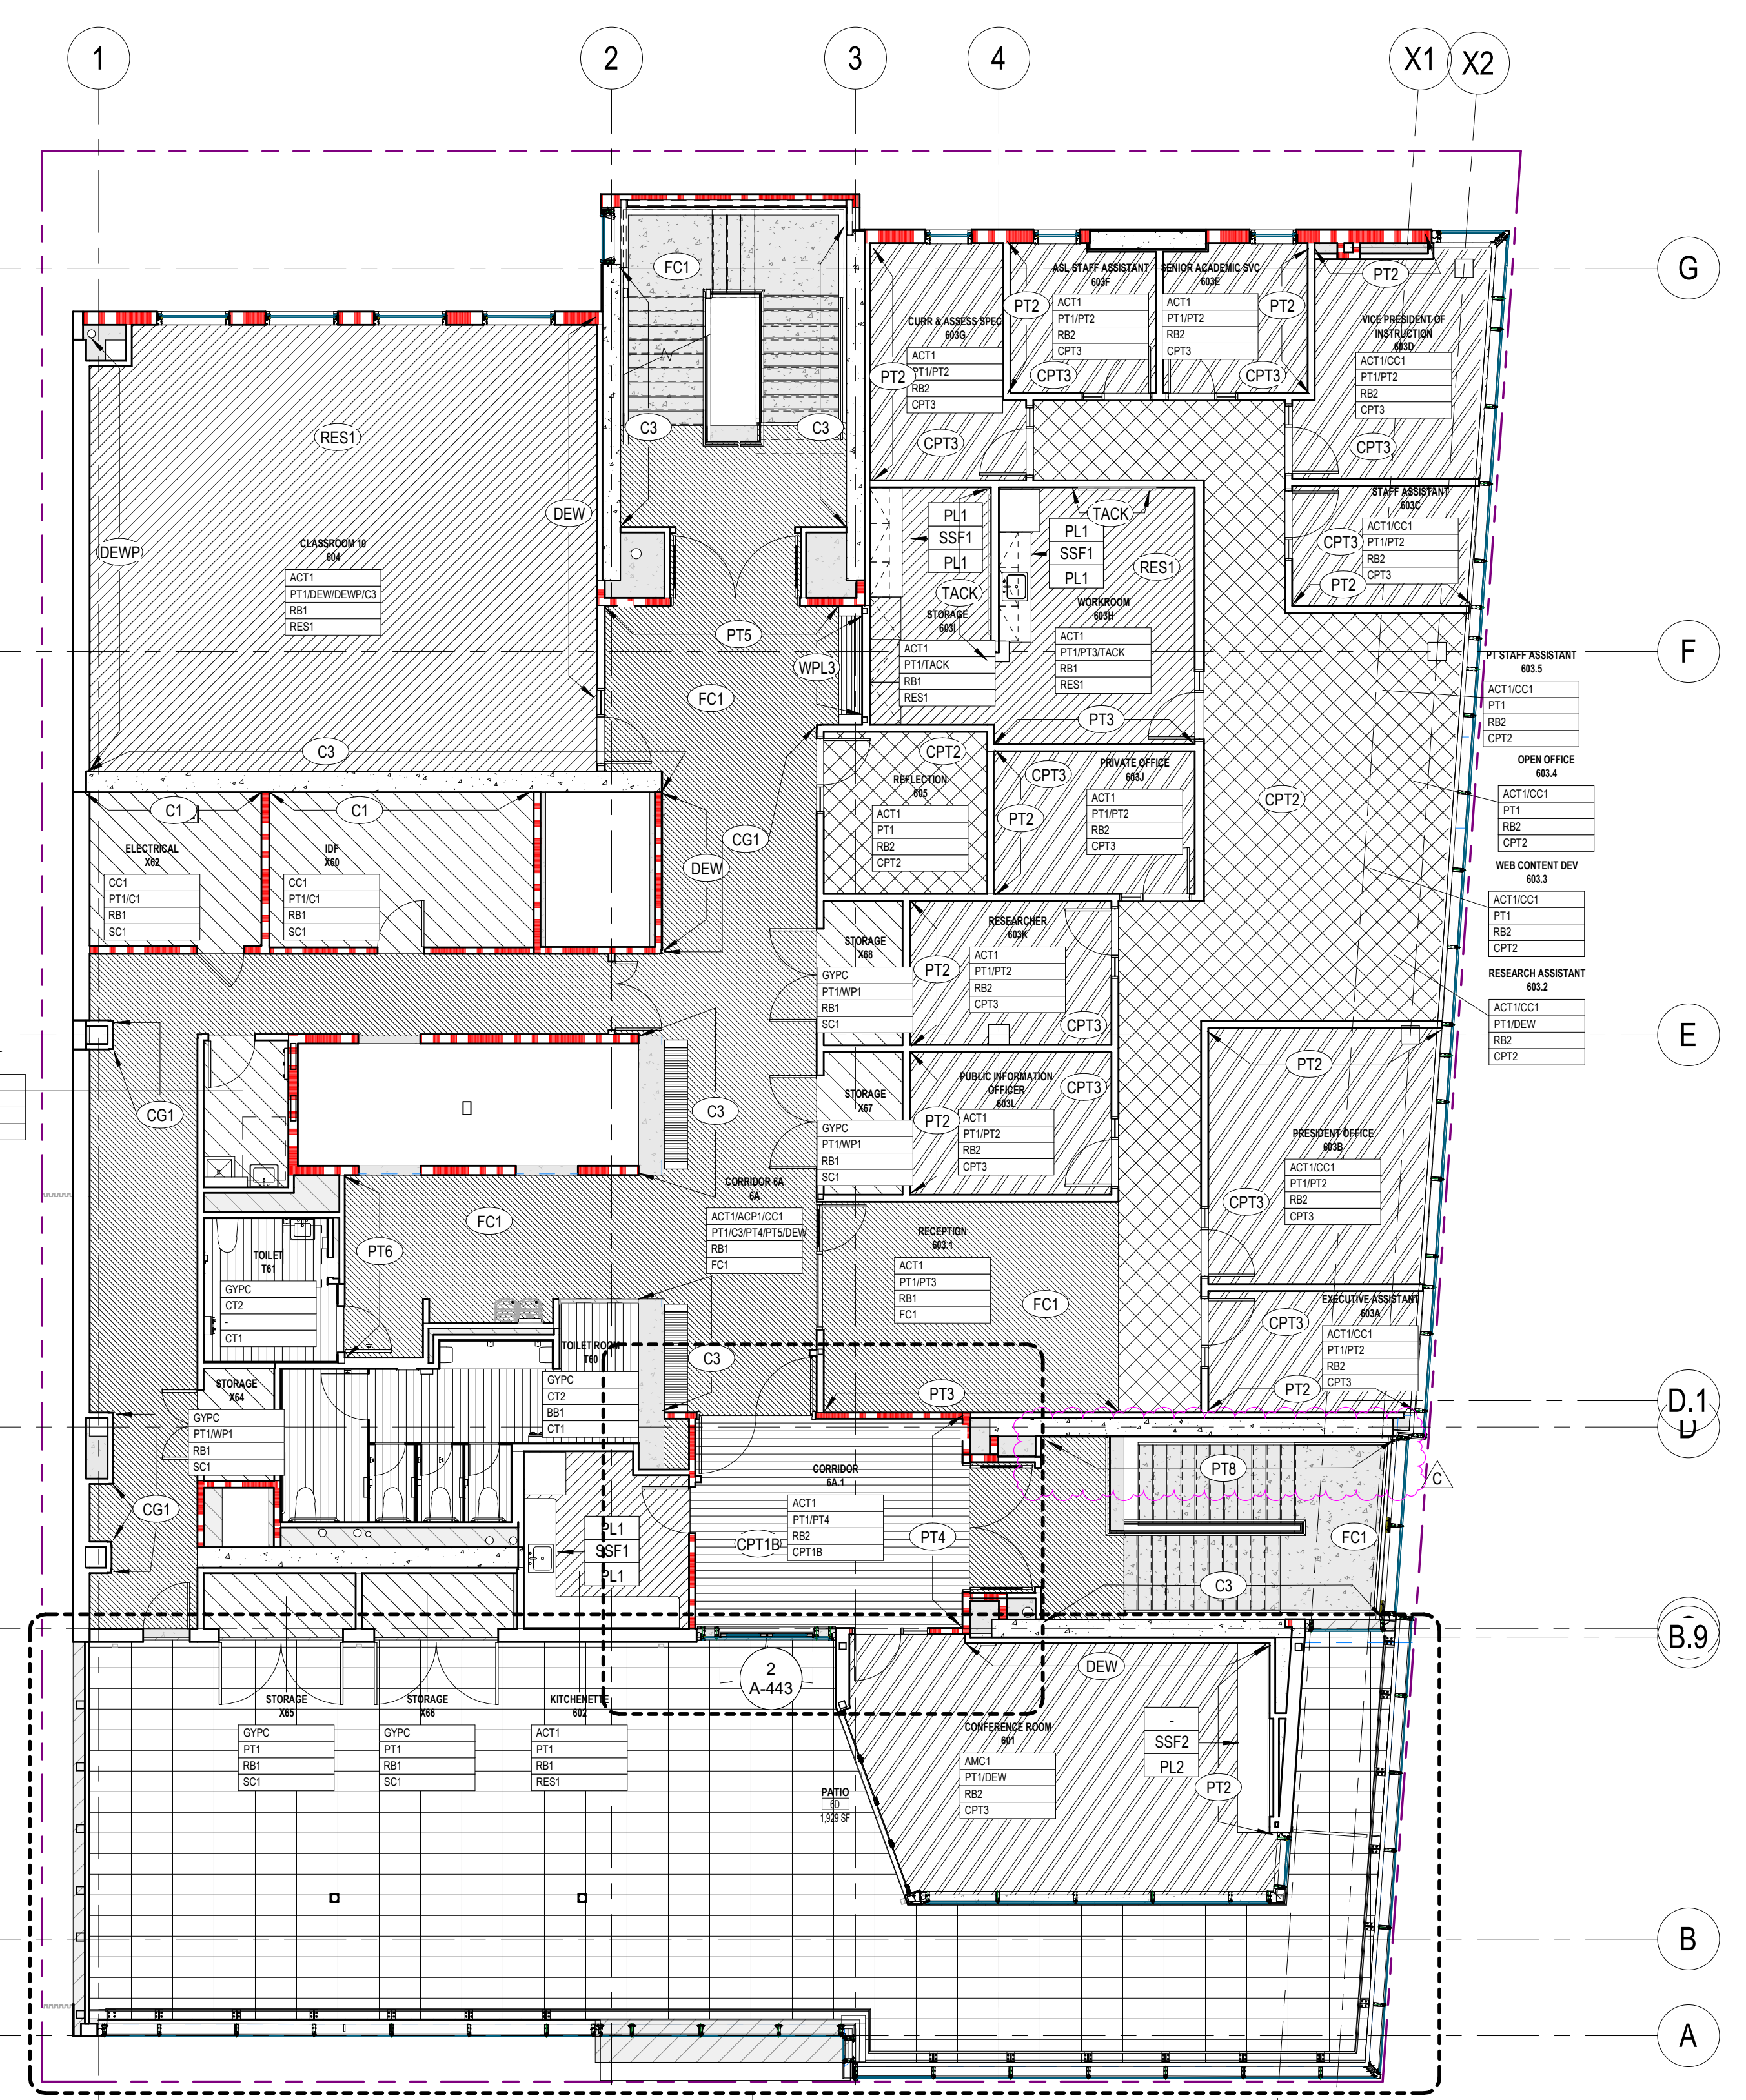 1
2
3
4
X1
X2
G
FC1
C3
C3
CURR & ASSESS SPEC
603G
ACT1
PT1/PT2
RB2
CPT3
PT2
CPT3
ASL STAFF ASSISTANT
603F
ACT1
PT1/PT2
RB2
CPT3
PT2
CPT3
SENIOR ACADEMIC SVC
603E
ACT1
PT1/PT2
RB2
CPT3
PT2
CPT3
PT2
VICE PRESIDENT OF
INSTRUCTION
603D
ACT1/CC1
PT1/PT2
RB2
CPT3
CPT3
STAFF ASSISTANT
603C
ACT1/CC1
PT1/PT2
RB2
CPT3
CPT3
PT2
RES1
DEW
DEWP
CLASSROOM 10
604
ACT1
PT1/DEW/DEWP/C3
RB1
RES1
C3
PL1
SSF1
PL1
TACK
STORAGE
603I
ACT1
PT1/TACK
RB1
RES1
TACK
PL1
SSF1
PL1
RES1
WORKROOM
603H
ACT1
PT1/PT3/TACK
RB1
RES1
PT3
PT5
WPL3
FC1
F
PT STAFF ASSISTANT
603.5
ACT1/CC1
PT1
RB2
CPT2
OPEN OFFICE
603.4
ACT1/CC1
PT1
RB2
CPT2
WEB CONTENT DEV
603.3
ACT1/CC1
PT1
RB2
CPT2
RESEARCH ASSISTANT
603.2
ACT1/CC1
PT1/DEW
RB2
CPT2
CPT2
CPT2
REFLECTION
605
ACT1
PT1
RB2
CPT2
CPT3
PRIVATE OFFICE
603J
ACT1
PT1/PT2
RB2
CPT3
PT2
C1
C1
ELECTRICAL
X62
CC1
PT1/C1
RB1
SC1
IDF
X60
CC1
PT1/C1
RB1
SC1
CG1
DEW
STORAGE
X68
GYPC
PT1/WP1
RB1
SC1
RESEARCHER
603K
ACT1
PT1/PT2
RB2
CPT3
PT2
CPT3
E
STORAGE
X67
GYPC
PT1/WP1
RB1
SC1
PUBLIC INFORMATION
OFFICER
603L
ACT1
PT1/PT2
RB2
CPT3
PT2
CPT3
CG1
C3
PT2
PRESIDENT OFFICE
603B
ACT1/CC1
PT1/PT2
RB2
CPT3
CPT3
CORRIDOR 6A
6A
ACT1/ACP1/CC1
PT1/C3/PT4/PT5/DEW
RB1
FC1
FC1
PT6
RECEPTION
603.1
ACT1
PT1/PT3
RB1
FC1
FC1
PT3
TOILET
T61
GYPC
CT2
-
CT1
EXECUTIVE ASSISTANT
603A
ACT1/CC1
PT1/PT2
RB2
CPT3
CPT3
PT2
TOILET ROOM
T60
GYPC
CT2
BB1
CT1
C3
STORAGE
X64
GYPC
PT1/WP1
RB1
SC1
D.1
D
C
PT8
CG1
PL1
SSF1
PL1
CORRIDOR
6A.1
ACT1
PT1/PT4
RB2
CPT1B
CPT1B
PT4
FC1
C3
B.9
2
A-443
DEW
STORAGE
X65
GYPC
PT1
RB1
SC1
STORAGE
X66
GYPC
PT1
RB1
SC1
KITCHENETTE
602
ACT1
PT1
RB1
RES1
CONFERENCE ROOM
601
AMC1
PT1/DEW
RB2
CPT3
-
SSF2
PL2
PT2
PATIO
6D
1,929 SF
B
A